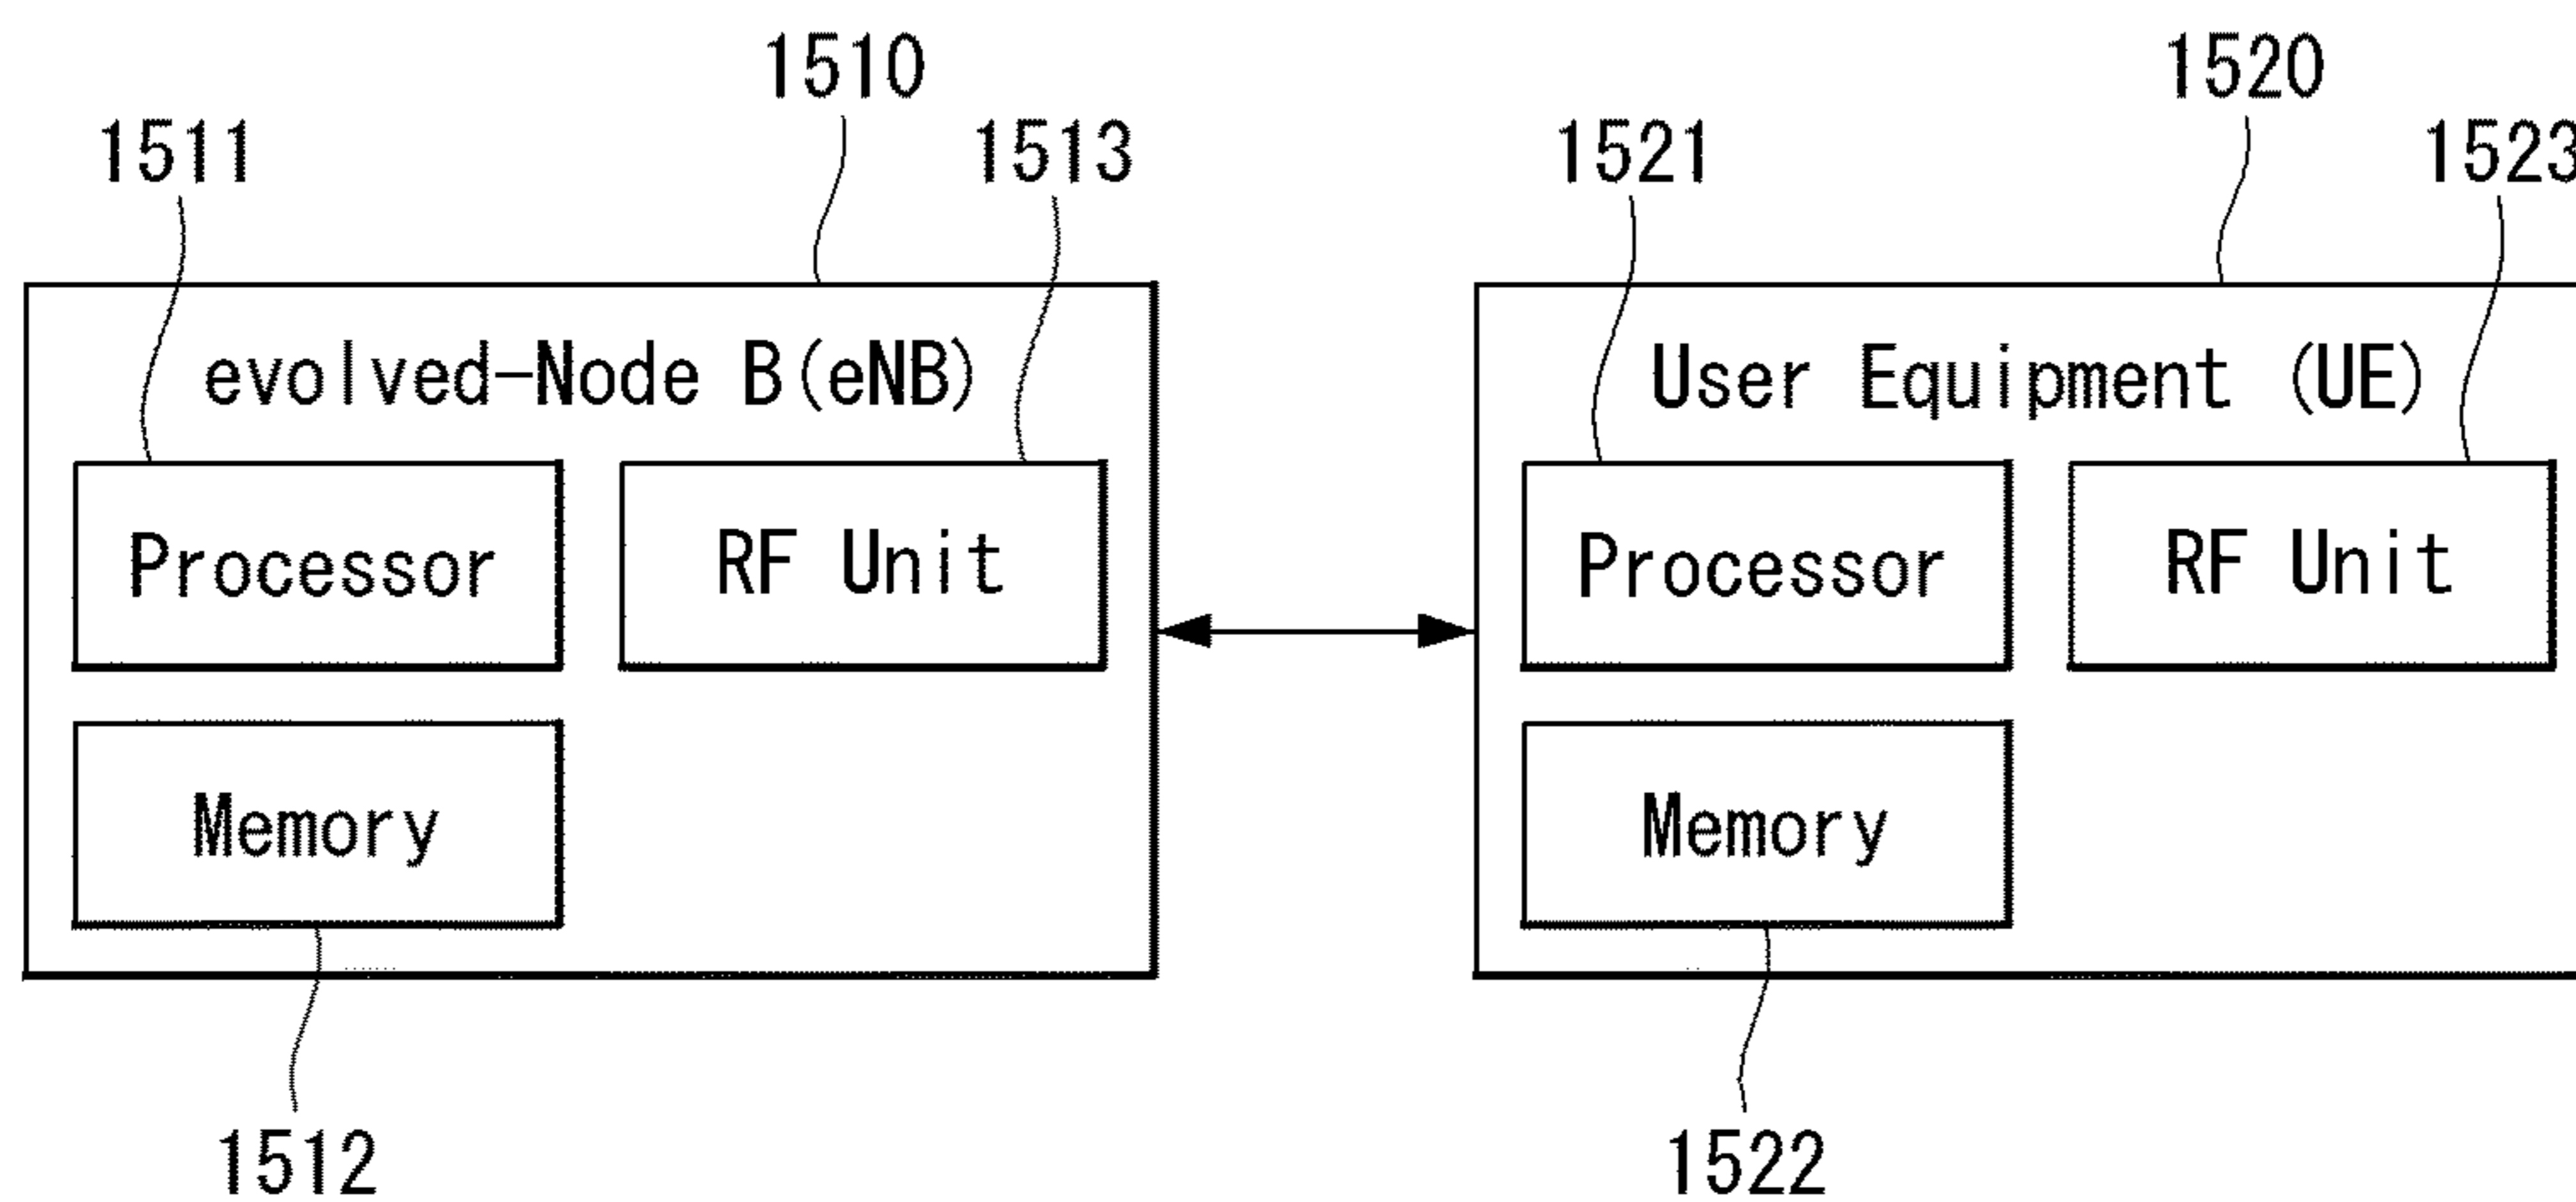 1510
1520
1511
1513
1521
1523
evolved-Node B(eNB)
User Equipment (UE)
Processor
RF Unit
Processor
RF Unit
Memory
Memory
1512
1522